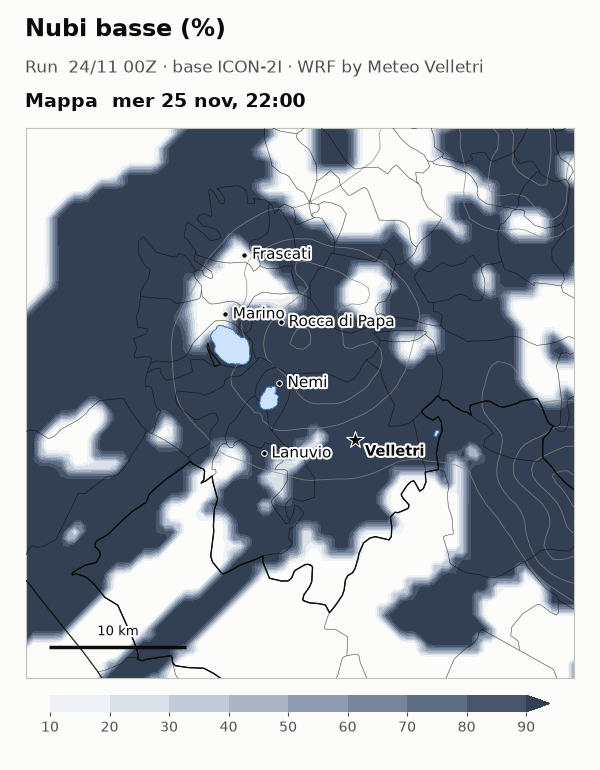 Nubi basse (%)
Run  24/11 00Z · base ICON-2I · WRF by Meteo Velletri
Mappa  mer 25 nov, 22:00
Frascati
Marino
Rocca di Papa
Nemi
Velletri
Lanuvio
10 km
10 20 30 40 50 60 70 80 90